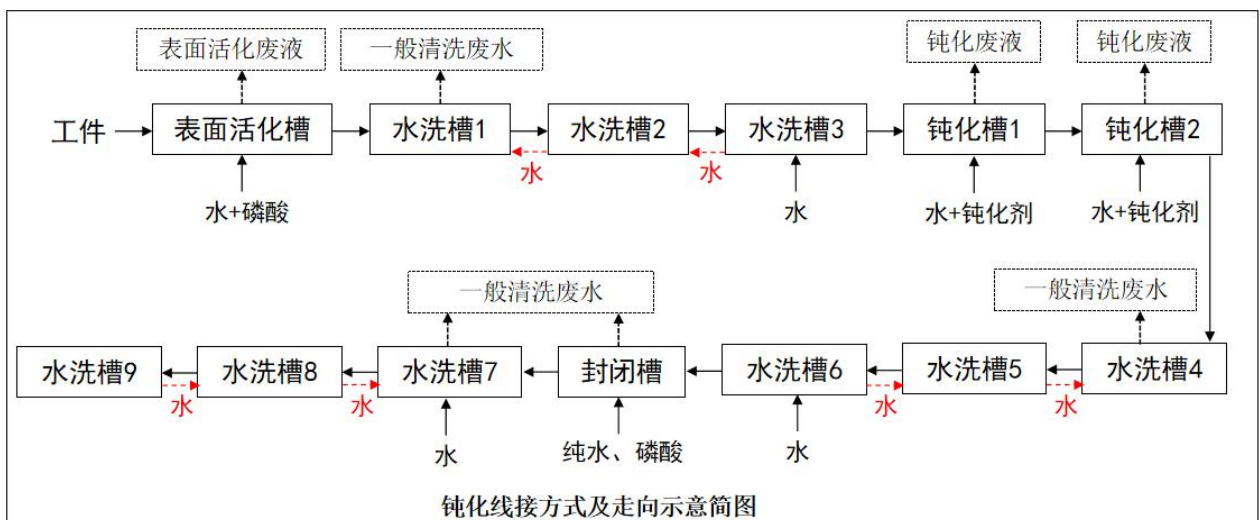 表面活化废液
一般清洗废水
钝化废液
钝化废液
工件
表面活化槽
水洗槽1
水洗槽2
水洗槽3
钝化槽1
钝化槽2
水
水
水+磷酸
水
水+钝化剂
水+钝化剂
一般清洗废水
一般清洗废水
水洗槽9
水洗槽8
水洗槽7
封闭槽
水洗槽6
水洗槽5
水洗槽4
水
水
水
水
水
纯水、磷酸
水
钝化线接方式及走向示意简图